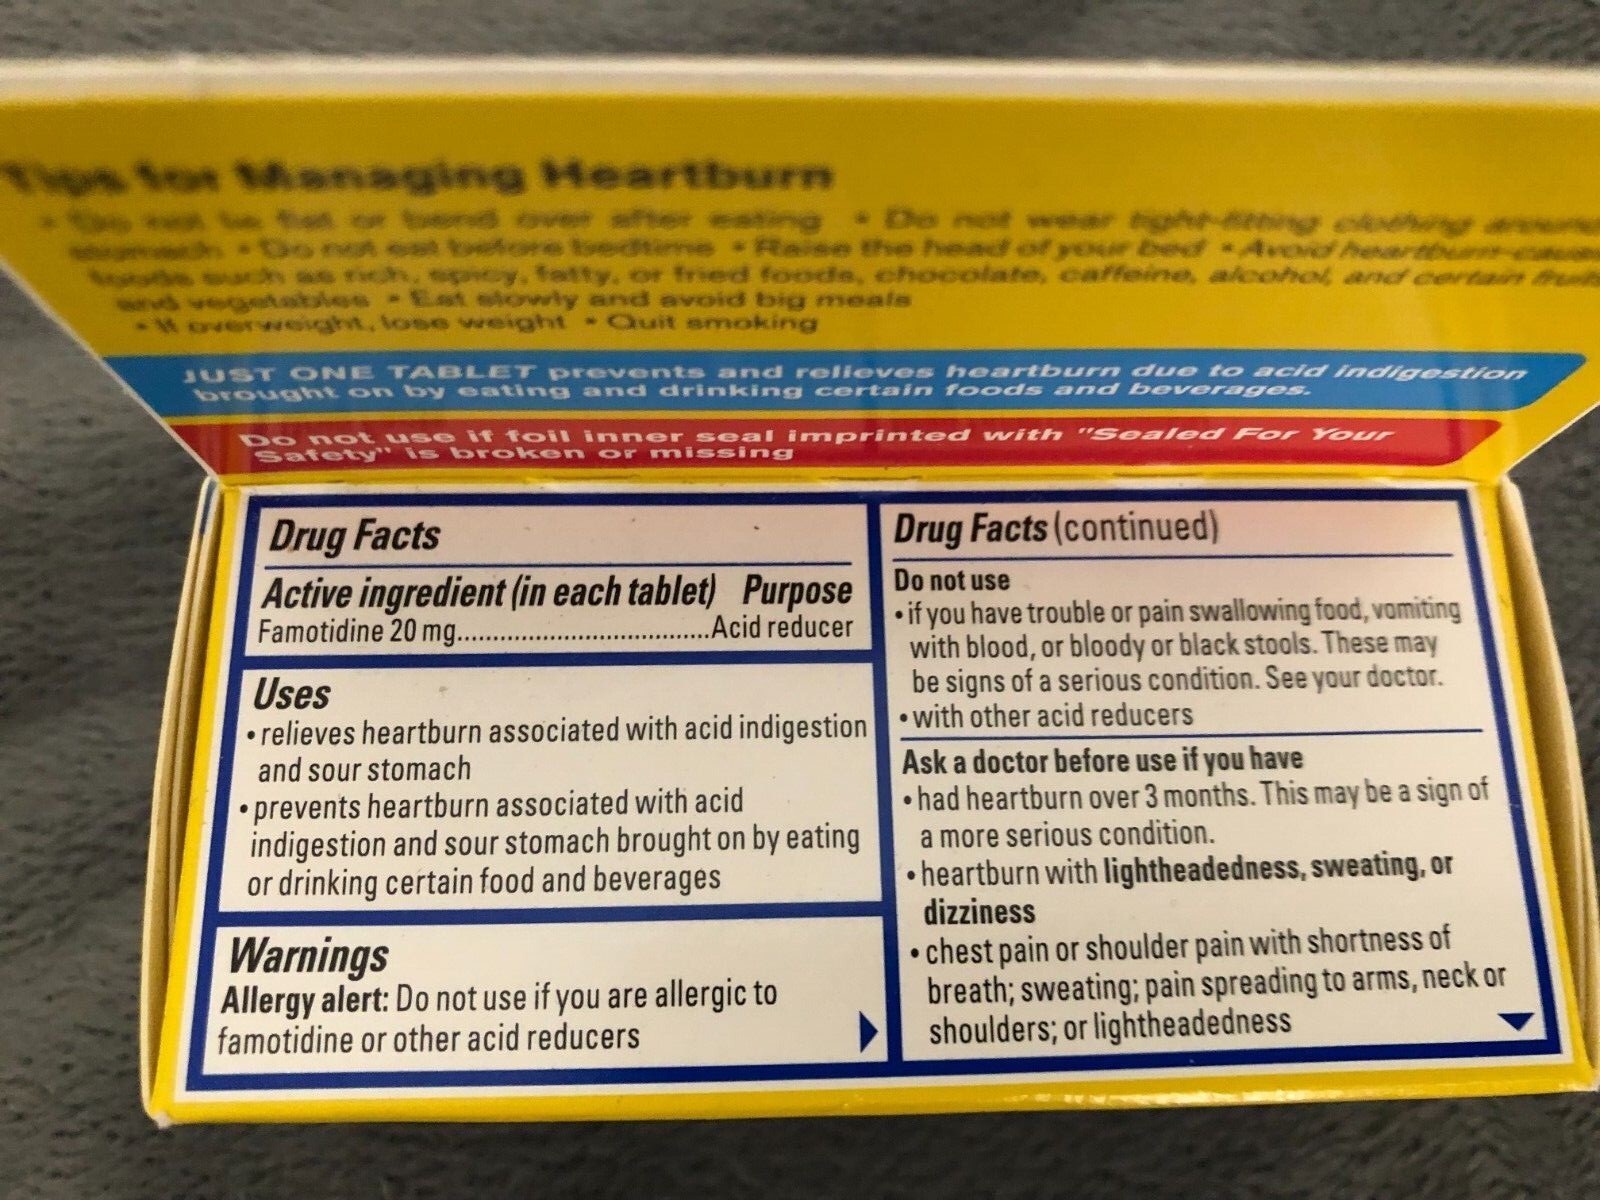 Tips for Managing Heartburn
• Do not lie flat or bend over after eating • Do not wear tight-fitting clothing around
stomach • Do not eat before bedtime • Raise the head of your bed • Avoid heartburn-caus
foods such as rich, spicy, fatty, or fried foods, chocolate, caffeine, alcohol, and certain fruits
and vegetables • Eat slowly and avoid big meals
• If overweight, lose weight • Quit smoking
JUST ONE TABLET prevents and relieves heartburn due to acid indigestion
brought on by eating and drinking certain foods and beverages.
Do not use if foil inner seal imprinted with "Sealed For Your
Safety" is broken or missing
Drug Facts
Active ingredient (in each tablet) Purpose
Famotidine 20 mg...................................Acid reducer
Uses
• relieves heartburn associated with acid indigestion
and sour stomach
• prevents heartburn associated with acid
indigestion and sour stomach brought on by eating
or drinking certain food and beverages
Warnings
Allergy alert: Do not use if you are allergic to
famotidine or other acid reducers
Drug Facts (continued)
Do not use
• if you have trouble or pain swallowing food, vomiting
with blood, or bloody or black stools. These may
be signs of a serious condition. See your doctor.
• with other acid reducers
Ask a doctor before use if you have
• had heartburn over 3 months. This may be a sign of
a more serious condition.
• heartburn with lightheadedness, sweating, or
dizziness
• chest pain or shoulder pain with shortness of
breath; sweating; pain spreading to arms, neck or
shoulders; or lightheadedness